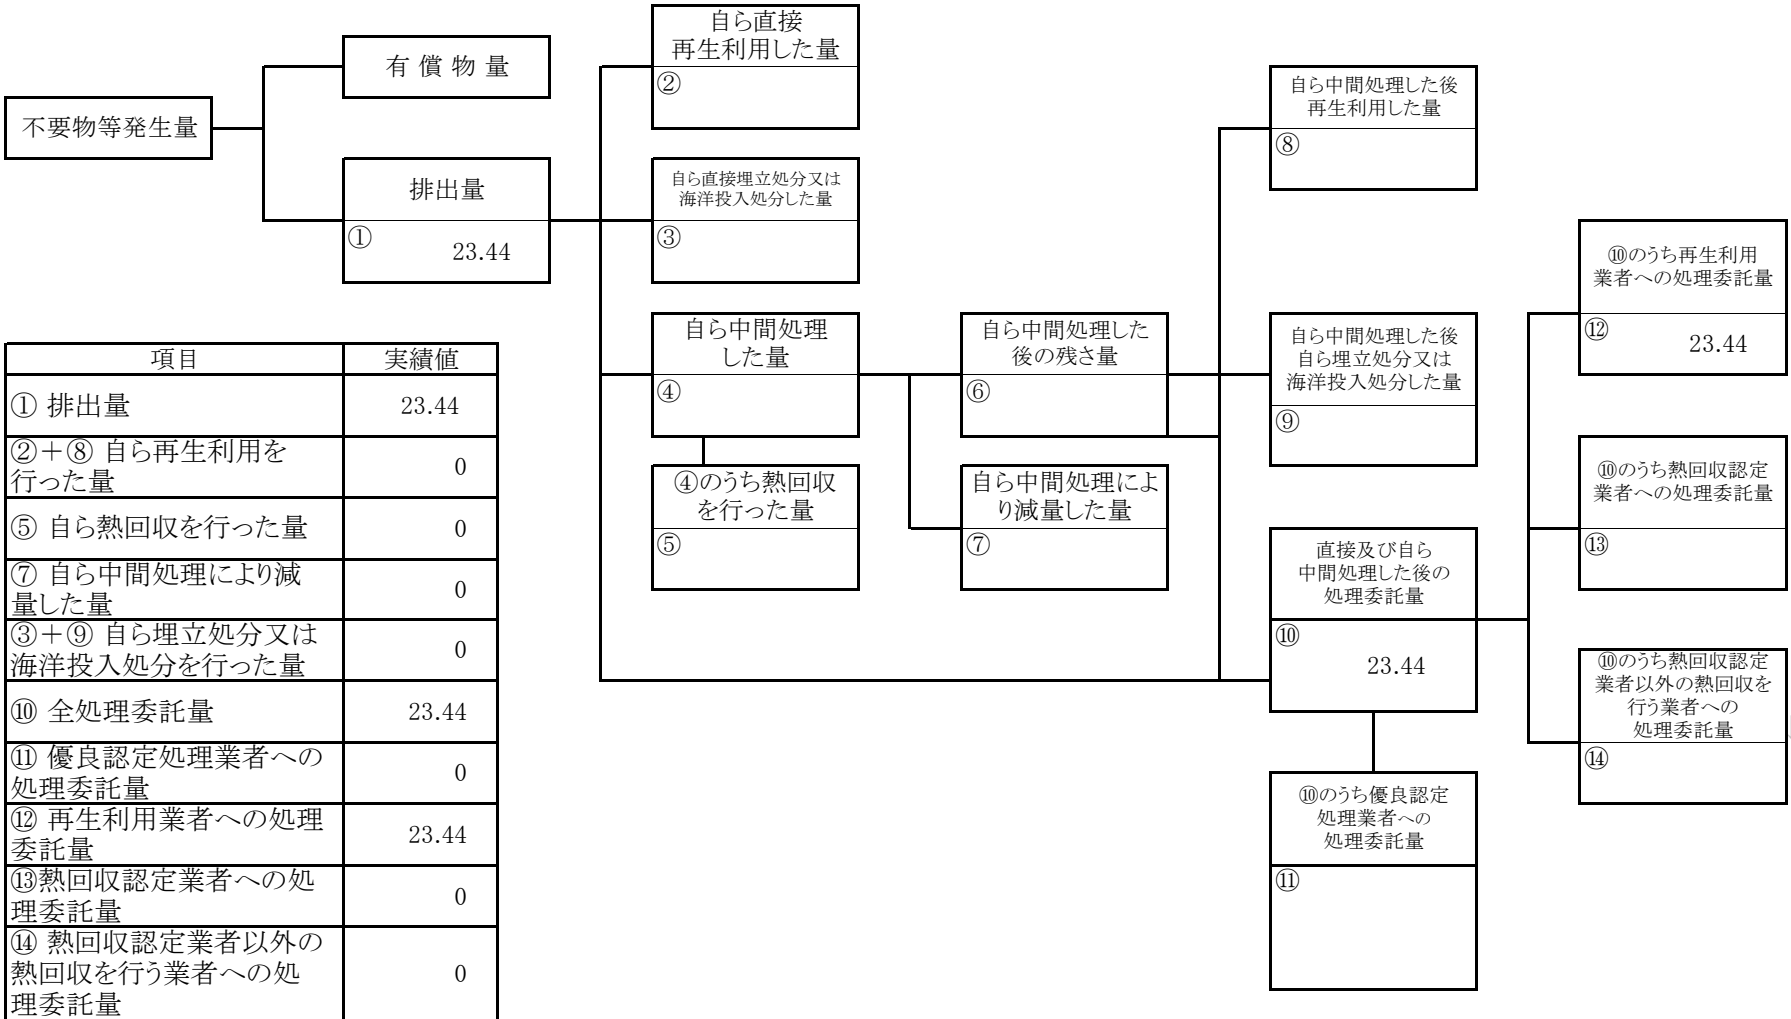 自ら直接
再生利用した量
②
有 償 物 量
不要物等発生量
排出量
①
23.44
自ら直接埋立処分又は
海洋投入処分した量
③
自ら中間処理
した量
④
④のうち熱回収
を行った量
⑤
自ら中間処理した
後の残さ量
⑥
自ら中間処理によ
り減量した量
⑦
自ら中間処理した後
再生利用した量
⑧
自ら中間処理した後
自ら埋立処分又は
海洋投入処分した量
⑨
直接及び自ら
中間処理した後の
処理委託量
⑩
23.44
⑩のうち優良認定
処理業者への
処理委託量
⑪
⑩のうち再生利用
業者への処理委託量
⑫
23.44
⑩のうち熱回収認定
業者への処理委託量
⑬
⑩のうち熱回収認定
業者以外の熱回収を
行う業者への
処理委託量
⑭
項目 実績値
① 排出量 23.44
②+⑧ 自ら再生利用を
行った量
0
⑤ 自ら熱回収を行った量 0
⑦ 自ら中間処理により減
量した量
0
③+⑨ 自ら埋立処分又は
海洋投入処分を行った量
0
⑩ 全処理委託量 23.44
⑪ 優良認定処理業者への
処理委託量
0
⑫ 再生利用業者への処理
委託量
23.44
⑬熱回収認定業者への処
理委託量
0
⑭ 熱回収認定業者以外の
熱回収を行う業者への処
理委託量
0